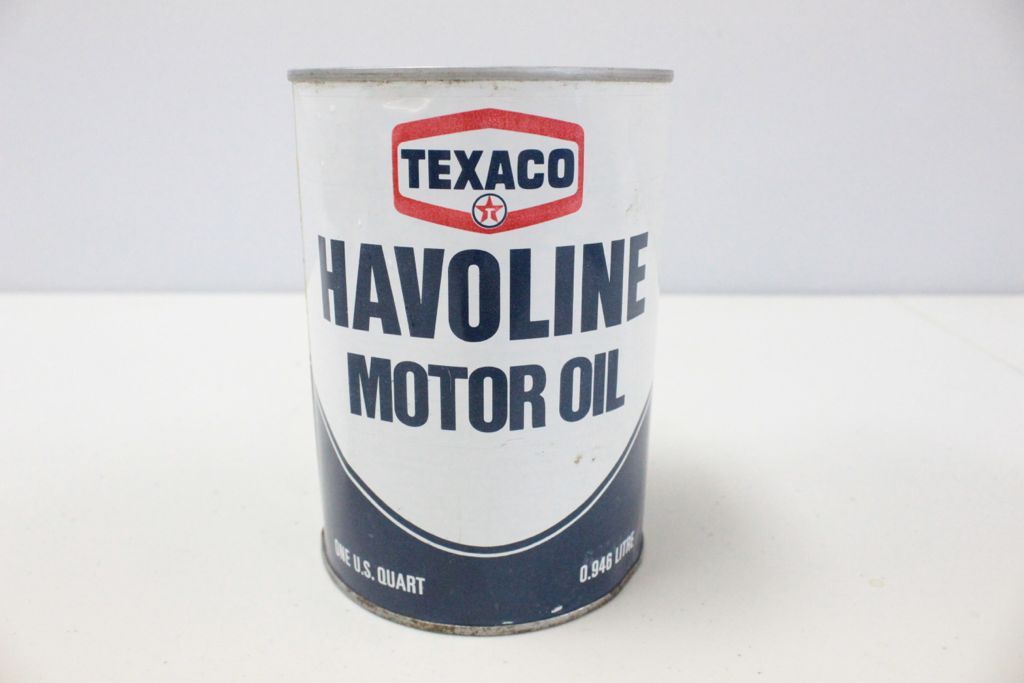 TEXACO
T
HAVOLINE
MOTOR OIL
ONE U.S. QUART
0.946 LITRE